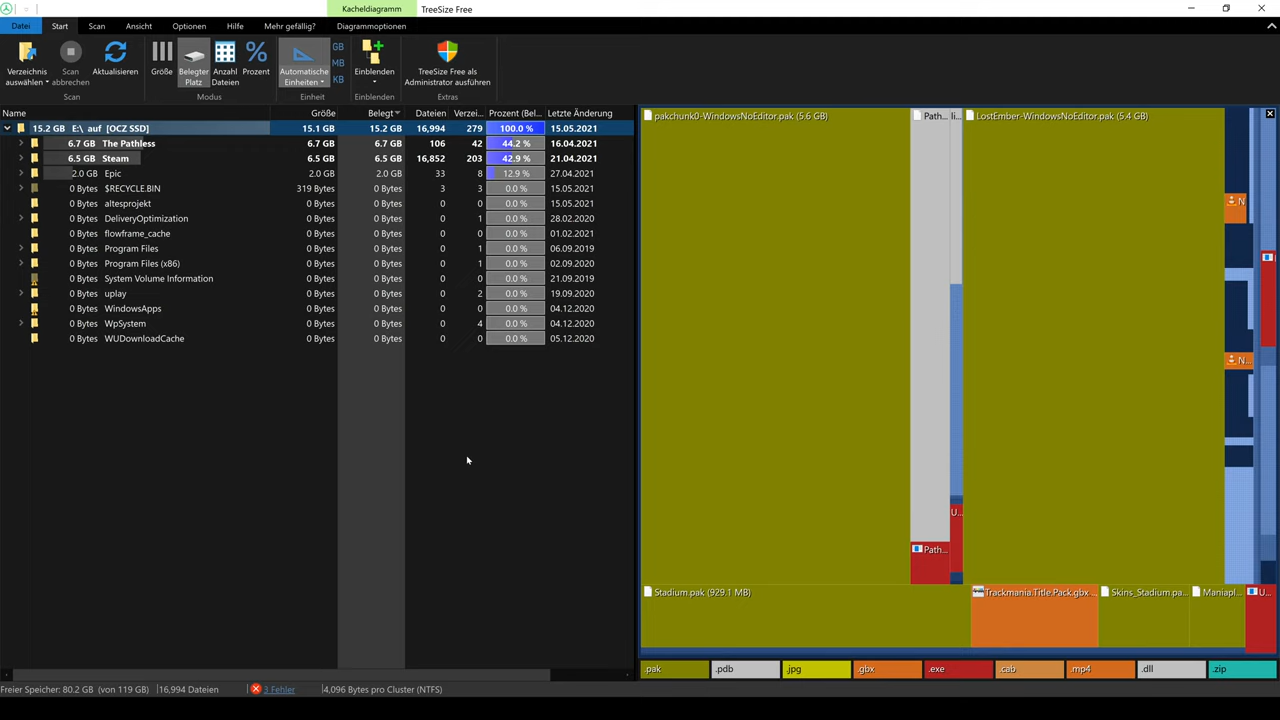 Kacheldiagramm
TreeSize Free
Datei Start Scan Ansicht Optionen Hilfe Mehr gefällig? Diagrammoptionen
Verzeichnis auswählen
Scan abbrechen
Aktualisieren
Größe
Belegter Platz
Anzahl Dateien
Prozent
Automatische Einheiten
GB
MB
KB
Einblenden
TreeSize Free als Administrator ausführen
Scan Modus Einheit Einblenden Extras
Name Größe Belegt Dateien Verzei... Prozent (Bel... Letzte Änderung
15.2 GB E:\ auf [OCZ SSD] 15.1 GB 15.2 GB 16,994 279 100.0 % 15.05.2021
6.7 GB The Pathless 6.7 GB 6.7 GB 106 42 44.2 % 16.04.2021
6.5 GB Steam 6.5 GB 6.5 GB 16,852 203 42.9 % 21.04.2021
2.0 GB Epic 2.0 GB 2.0 GB 33 8 12.9 % 27.04.2021
0 Bytes $RECYCLE.BIN 319 Bytes 0 Bytes 3 3 0.0 % 15.05.2021
0 Bytes altesprojekt 0 Bytes 0 Bytes 0 0 0.0 % 15.05.2021
0 Bytes DeliveryOptimization 0 Bytes 0 Bytes 0 1 0.0 % 28.02.2020
0 Bytes flowframe_cache 0 Bytes 0 Bytes 0 0 0.0 % 01.02.2021
0 Bytes Program Files 0 Bytes 0 Bytes 0 1 0.0 % 06.09.2019
0 Bytes Program Files (x86) 0 Bytes 0 Bytes 0 1 0.0 % 02.09.2020
0 Bytes System Volume Information 0 Bytes 0 Bytes 0 0 0.0 % 21.09.2019
0 Bytes uplay 0 Bytes 0 Bytes 0 2 0.0 % 19.09.2020
0 Bytes WindowsApps 0 Bytes 0 Bytes 0 0 0.0 % 04.12.2020
0 Bytes WpSystem 0 Bytes 0 Bytes 0 4 0.0 % 04.12.2020
0 Bytes WUDownloadCache 0 Bytes 0 Bytes 0 0 0.0 % 05.12.2020
pakchunk0-WindowsNoEditor.pak (5.6 GB)
Path...
li...
LostEmber-WindowsNoEditor.pak (5.4 GB)
N
N...
U...
Path...
Stadium.pak (929.1 MB)
Trackmania.Title.Pack.gbx ...
Skins_Stadium.pa...
Maniapl...
U...
.pak .pdb .jpg .gbx .exe .cab .mp4 .dll .zip
Freier Speicher: 80.2 GB (von 119 GB) 16,994 Dateien 3 Fehler 4,096 Bytes pro Cluster (NTFS)